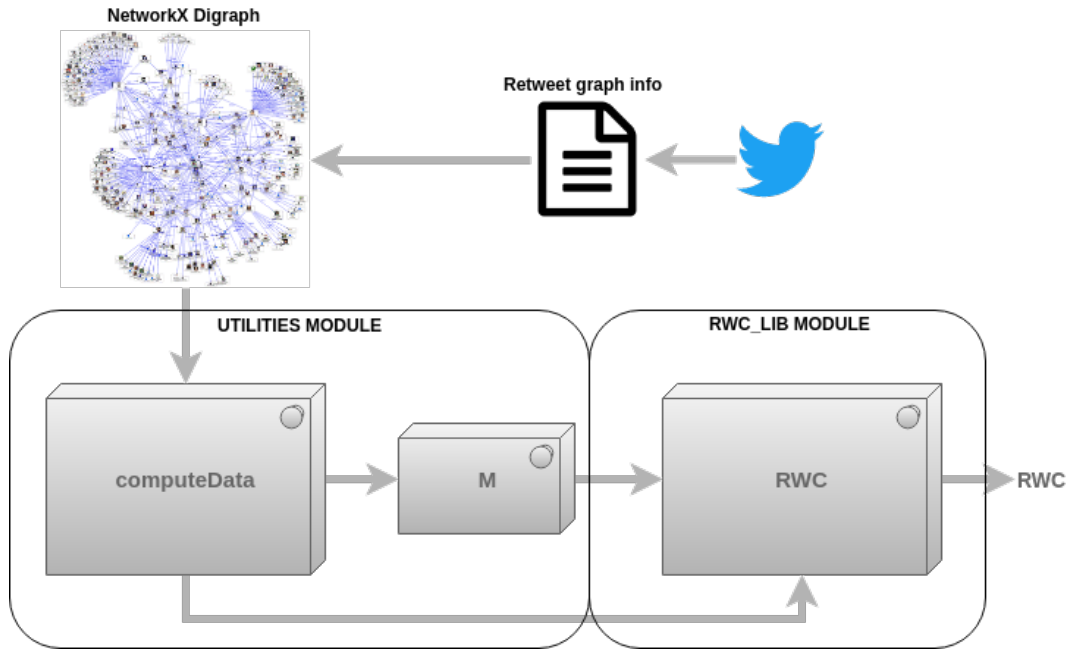 NetworkX Digraph
Retweet graph info
UTILITIES MODULE
RWC_LIB MODULE
computeData
M
RWC
RWC